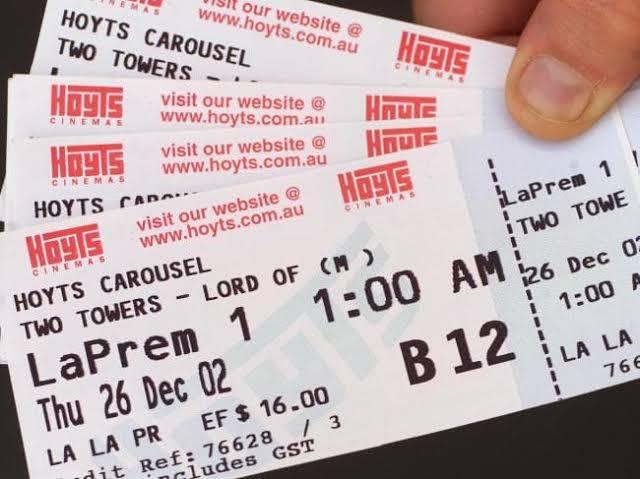 CINEMAS
visit our website @
www.hoyts.com.au
HOYTS
CINEMAS
HOYTS CAROUSEL
TWO TOWERS - L
HOYTS
CINEMAS
visit our website @
www.hoyts.com.au
HOYTS
HOYTS
CINEMAS
visit our website @
www.hoyts.com.au
HOYTS
HOYTS
HOYTS
CINEMAS
visit our website @
www.hoyts.com.au
HOYTS
CINEMAS
HOYTS CAROUSEL
TWO TOWERS - LORD OF (M )
LaPrem 1 1:00 AM
Thu 26 Dec 02 B 12
LA LA PR EF $ 16.00
dit Ref: 76628 / 3
includes GST
LaPrem 1
TWO TOWE
26 Dec 0
1:00 A
LA LA
766